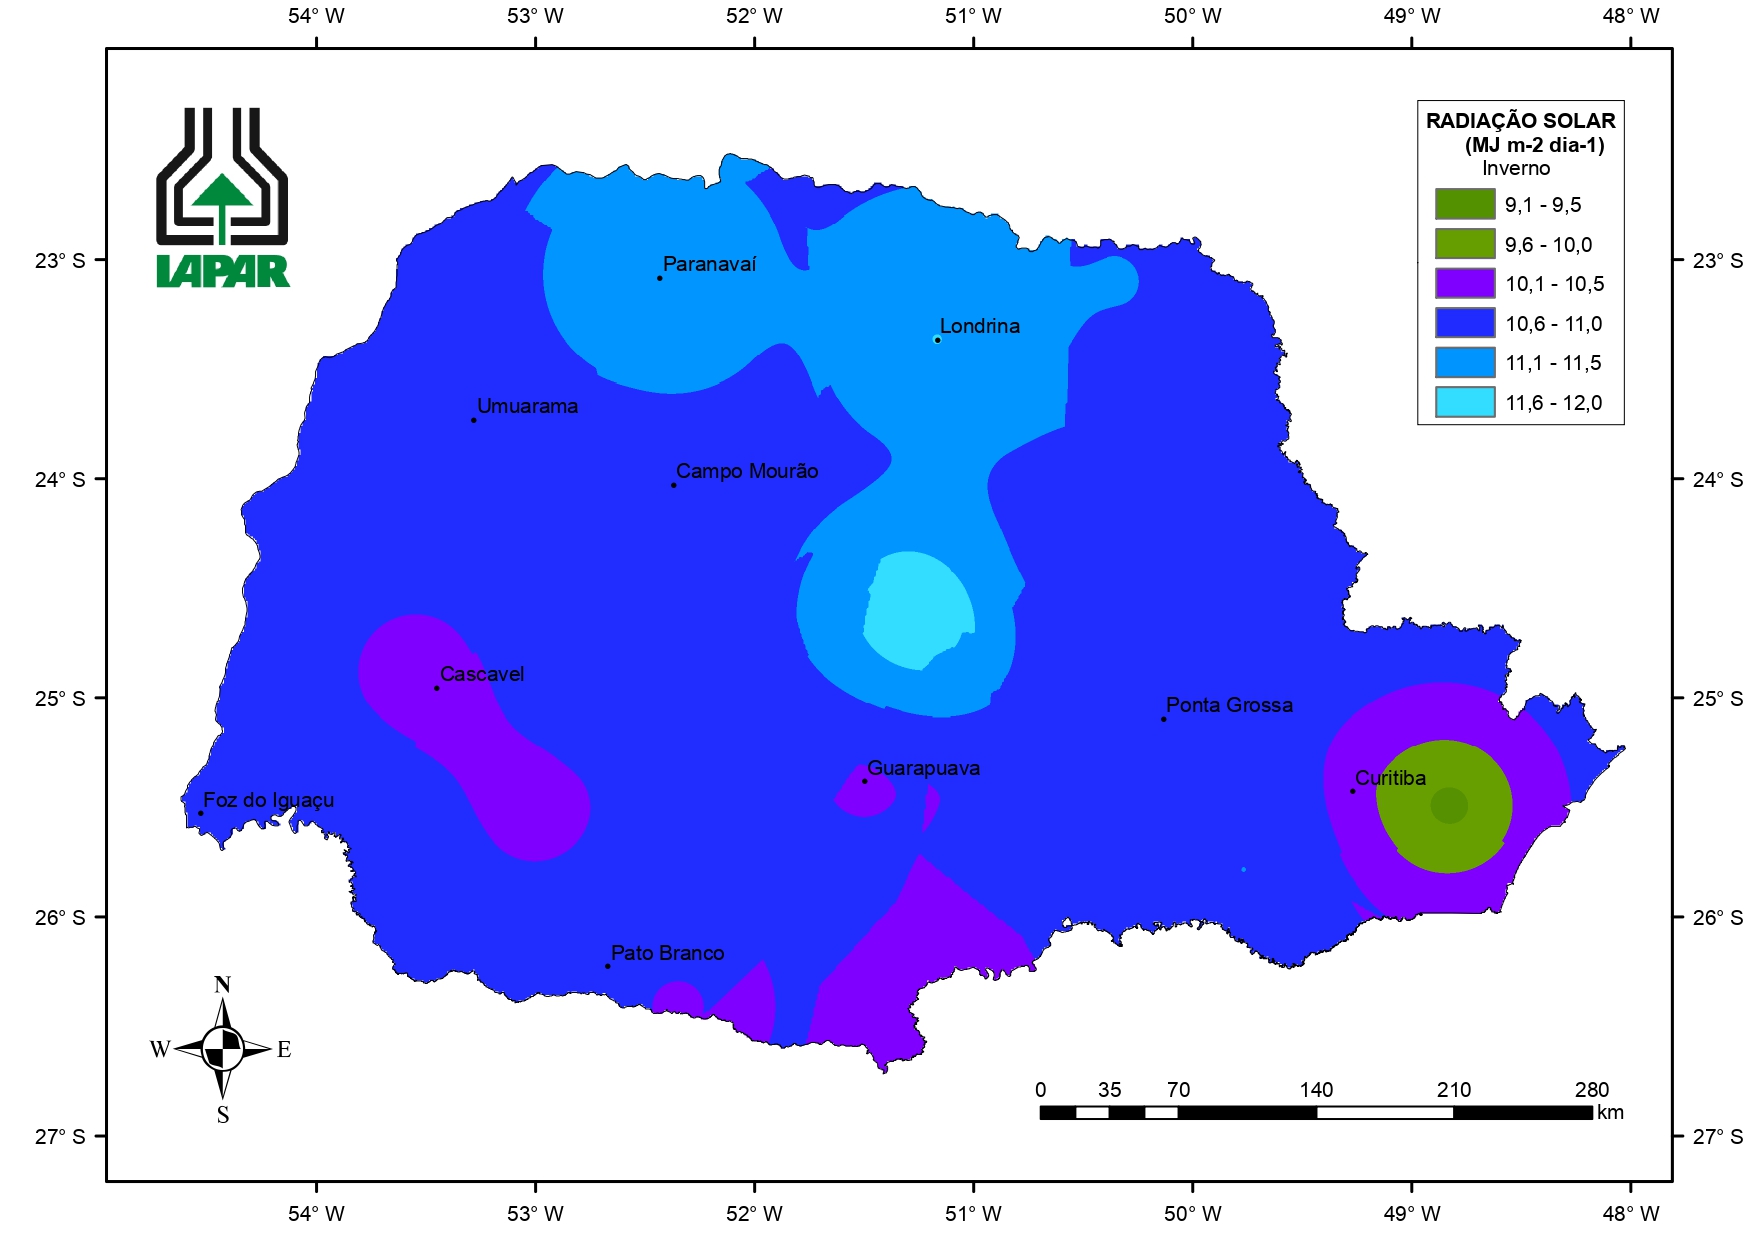 54° W 53° W 52° W 51° W 50° W 49° W 48° W
IAPAR
RADIAÇÃO SOLAR
(MJ m-2 dia-1)
Inverno
9,1 - 9,5
9,6 - 10,0
10,1 - 10,5
10,6 - 11,0
11,1 - 11,5
11,6 - 12,0
23° S 23° S
Paranavaí
Londrina
Umuarama
Campo Mourão
24° S 24° S
Cascavel
25° S 25° S
Ponta Grossa
Guarapuava
Curitiba
Foz do Iguaçu
26° S 26° S
Pato Branco
N
W E
S
0 35 70 140 210 280
km
27° S 27° S
54° W 53° W 52° W 51° W 50° W 49° W 48° W